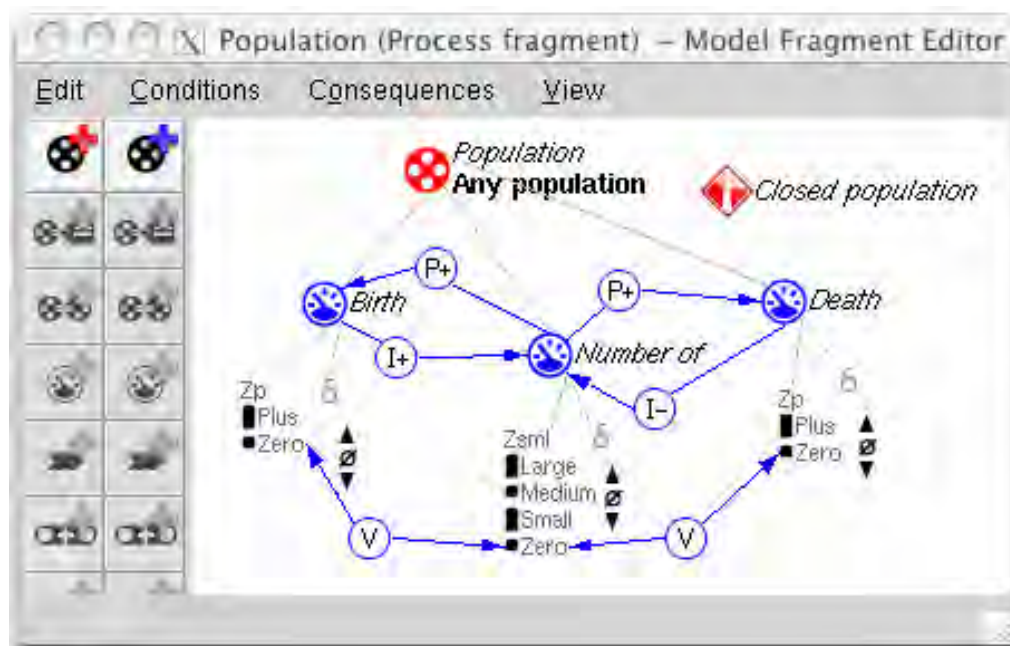 Population (Process fragment) – Model Fragment Editor
Edit Conditions Consequences View
Population
Any population
Closed population
P+
P+
Birth
Death
Number of
I+
I−
Zp
δ
Plus
Zero
Zsml
δ
Large
Medium
Small
Zero
Zp
δ
Plus
Zero
V
V